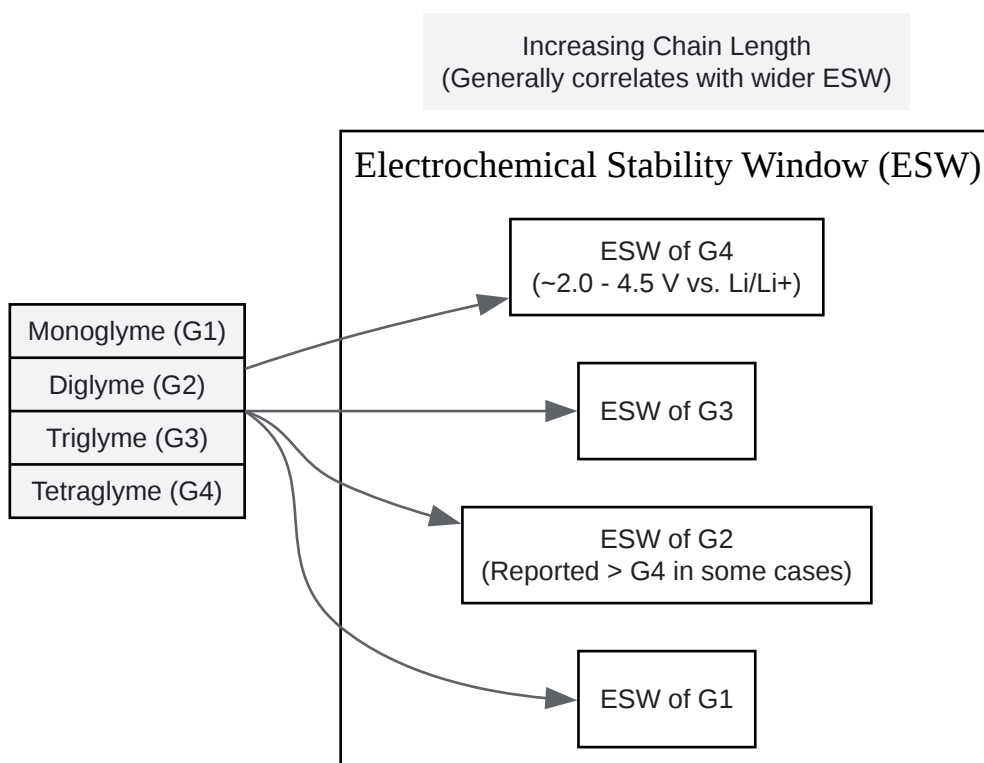 Increasing Chain Length
(Generally correlates with wider ESW)
Electrochemical Stability Window (ESW)
ESW of G4
(~2.0 - 4.5 V vs. Li/Li+)
Monoglyme (G1)
Diglyme (G2)
Triglyme (G3)
Tetraglyme (G4)
ESW of G3
ESW of G2
(Reported > G4 in some cases)
ESW of G1